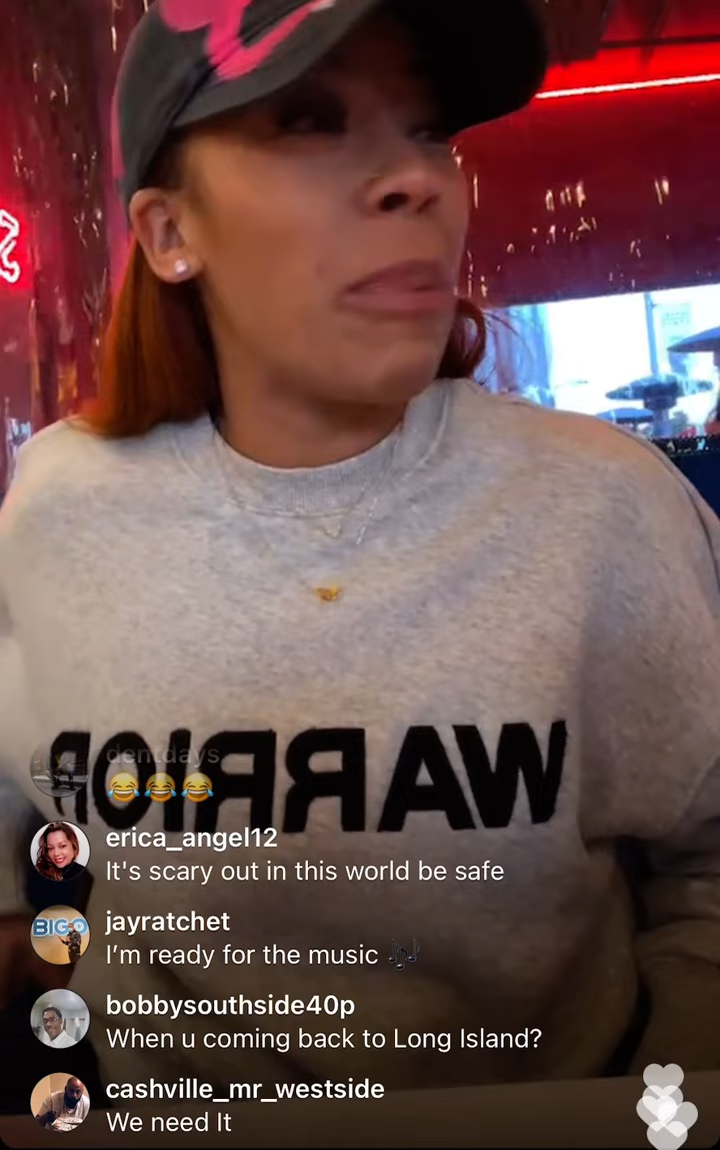 WARRIOR
dentdays
😂😂😂
erica_angel12
It's scary out in this world be safe
BIGO
jayratchet
I’m ready for the music 🎶
bobbysouthside40p
When u coming back to Long Island?
cashville_mr_westside
We need It